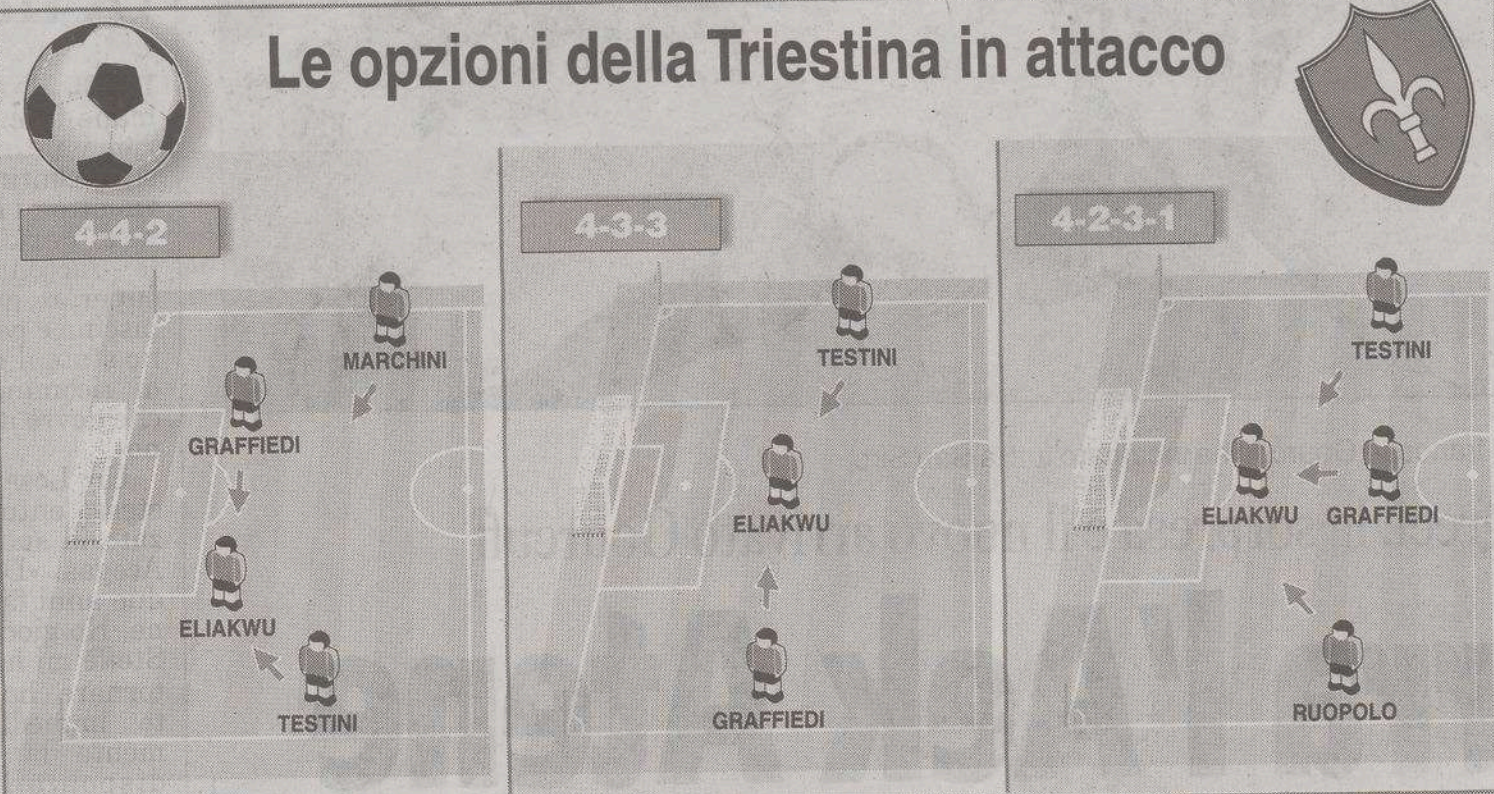 Le opzioni della Triestina in attacco
4-4-2
MARCHINI
GRAFFIEDI
ELIAKWU
TESTINI
4-3-3
TESTINI
ELIAKWU
GRAFFIEDI
4-2-3-1
TESTINI
ELIAKWU
GRAFFIEDI
RUOPOLO